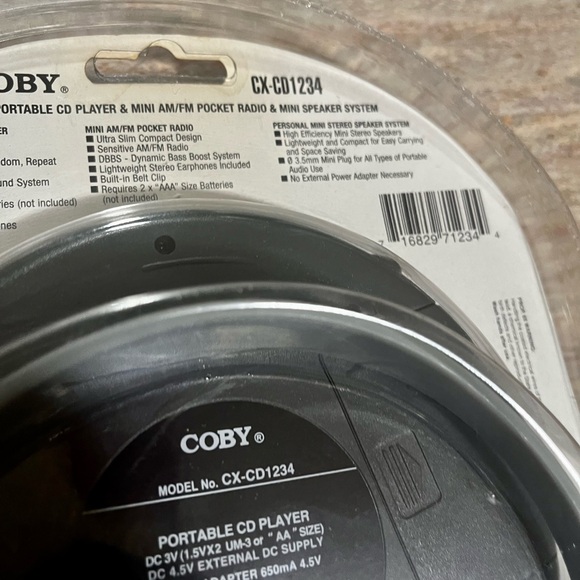 OBY® CX-CD1234
PORTABLE CD PLAYER & MINI AM/FM POCKET RADIO & MINI SPEAKER SYSTEM
ER
dom, Repeat
und System
ries (not included)
nes
MINI AM/FM POCKET RADIO
■ Ultra Slim Compact Design
■ Sensitive AM/FM Radio
■ DBBS - Dynamic Bass Boost System
■ Lightweight Stereo Earphones Included
■ Built-in Belt Clip
■ Requires 2 x "AAA" Size Batteries
(not included)
PERSONAL MINI STEREO SPEAKER SYSTEM
■ High Efficiency Mini Stereo Speakers
■ Lightweight and Compact for Easy Carrying
and Space Saving
■ Ø 3.5mm Mini Plug for All Types of Portable
Audio Use
■ No External Power Adapter Necessary
7 16829 71234 4
COBY®
MODEL No. CX-CD1234
PORTABLE CD PLAYER
DC 3V (1.5VX2 UM-3 or "AA" SIZE)
DC 4.5V EXTERNAL DC SUPPLY
ADAPTER 650mA 4.5V